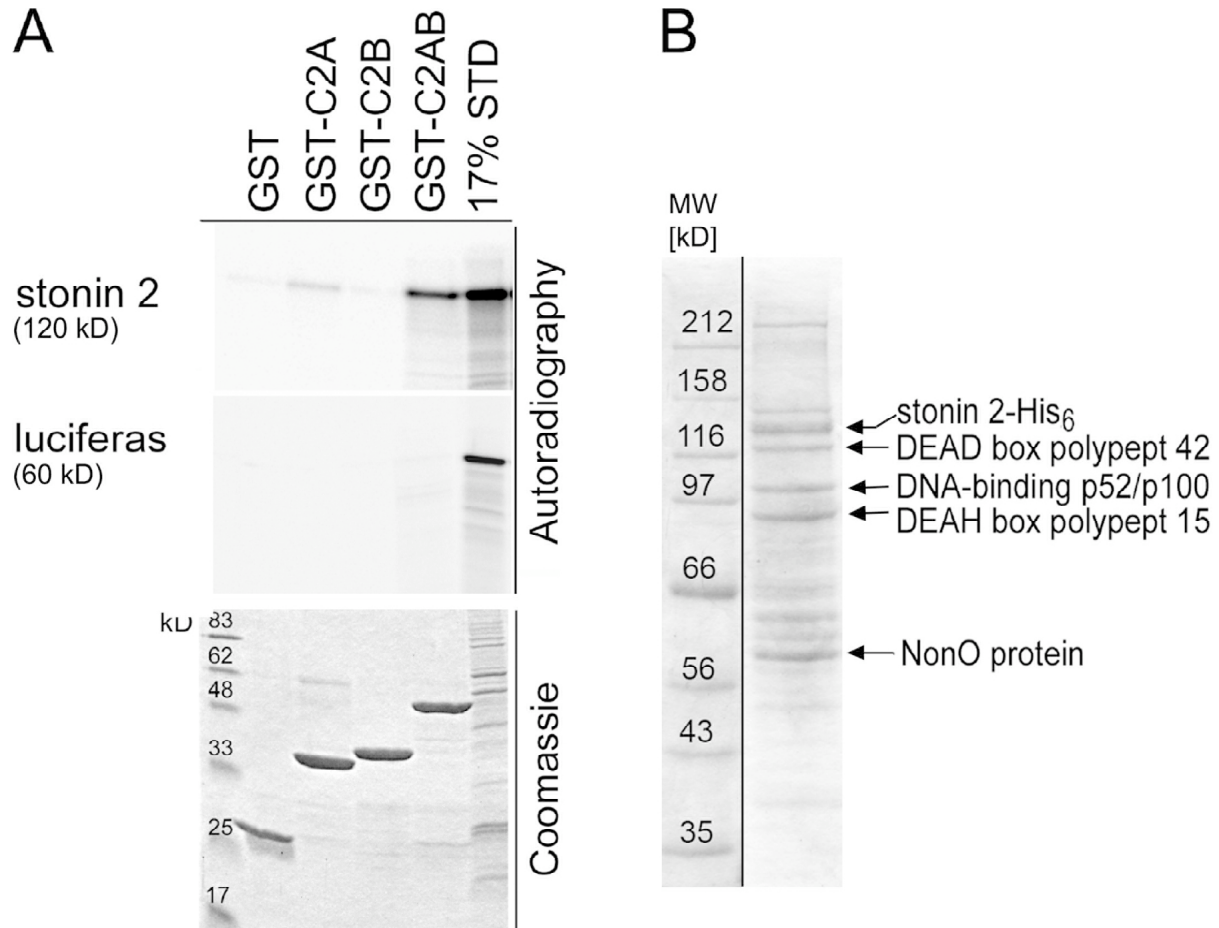 A
B
GST
GST-C2A
GST-C2B
GST-C2AB
17% STD
stonin 2
(120 kD)
luciferas
(60 kD)
Autoradiography
kD
83
62
48
33
25
17
Coomassie
MW
[kD]
212
158
116
97
66
56
43
35
stonin 2-His6
DEAD box polypept 42
DNA-binding p52/p100
DEAH box polypept 15
NonO protein